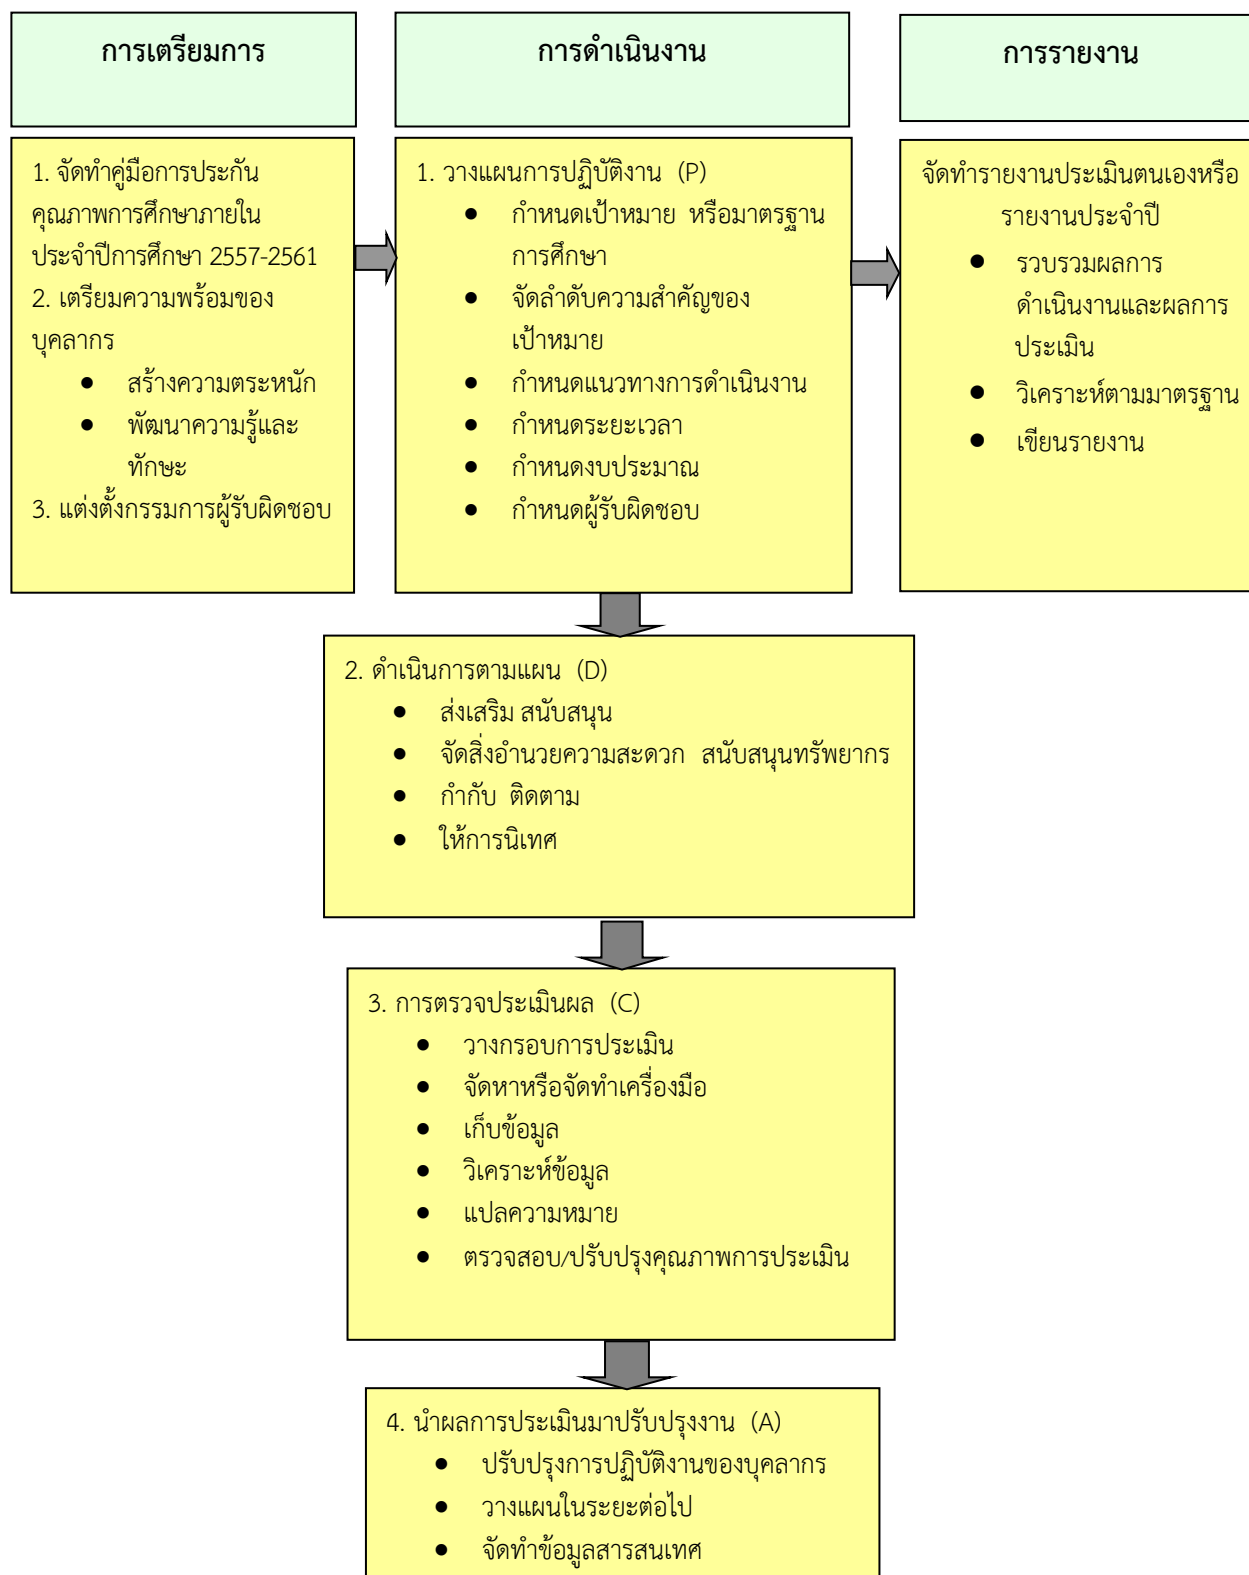 การเตรียมการ
การดำเนินงาน
การรายงาน
1. จัดทำคู่มือการประกัน
คุณภาพการศึกษาภายใน
ประจำปีการศึกษา 2557-2561
2. เตรียมความพร้อมของ
บุคลากร
● สร้างความตระหนัก
● พัฒนาความรู้และ
ทักษะ
3. แต่งตั้งกรรมการผู้รับผิดชอบ
1. วางแผนการปฏิบัติงาน (P)
● กำหนดเป้าหมาย หรือมาตรฐาน
การศึกษา
● จัดลำดับความสำคัญของ
เป้าหมาย
● กำหนดแนวทางการดำเนินงาน
● กำหนดระยะเวลา
● กำหนดงบประมาณ
● กำหนดผู้รับผิดชอบ
จัดทำรายงานประเมินตนเองหรือ
รายงานประจำปี
● รวบรวมผลการ
ดำเนินงานและผลการ
ประเมิน
● วิเคราะห์ตามมาตรฐาน
● เขียนรายงาน
2. ดำเนินการตามแผน (D)
● ส่งเสริม สนับสนุน
● จัดสิ่งอำนวยความสะดวก สนับสนุนทรัพยากร
● กำกับ ติดตาม
● ให้การนิเทศ
3. การตรวจประเมินผล (C)
● วางกรอบการประเมิน
● จัดหาหรือจัดทำเครื่องมือ
● เก็บข้อมูล
● วิเคราะห์ข้อมูล
● แปลความหมาย
● ตรวจสอบ/ปรับปรุงคุณภาพการประเมิน
4. นำผลการประเมินมาปรับปรุงงาน (A)
● ปรับปรุงการปฏิบัติงานของบุคลากร
● วางแผนในระยะต่อไป
● จัดทำข้อมูลสารสนเทศ